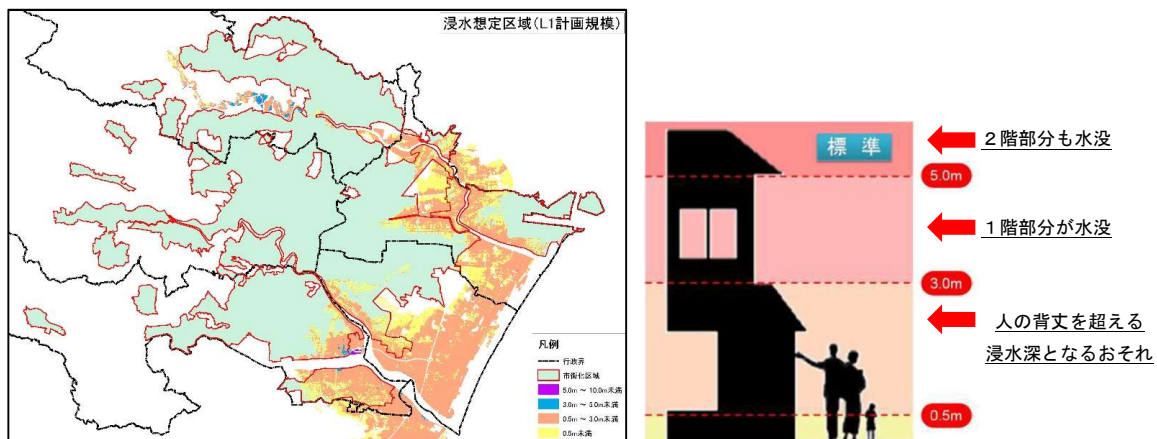 浸水想定区域(L1計画規模)
凡例
行政界
市街化区域
5.0m ～ 10.0m未満
3.0m ～ 5.0m未満
0.5m ～ 3.0m未満
0.5m未満
標準
5.0m
3.0m
0.5m
２階部分も水没
１階部分が水没
人の背丈を超える
浸水深となるおそれ